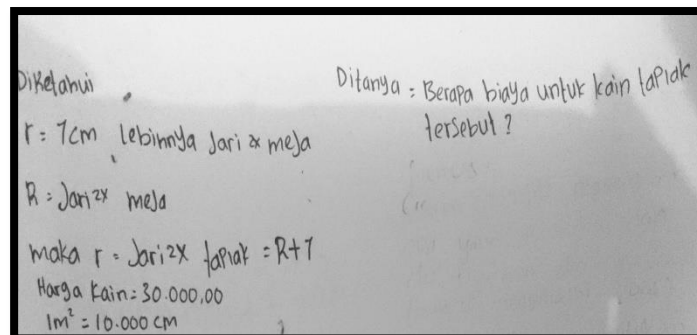 Diketahui
r = 7cm lebihnya Jari2x meja
R = Jari2x meja
maka r = Jari2x taplak = R+7
Harga Kain = 30.000,00
1m² = 10.000 cm
Ditanya = Berapa biaya untuk kain taplak
tersebut?